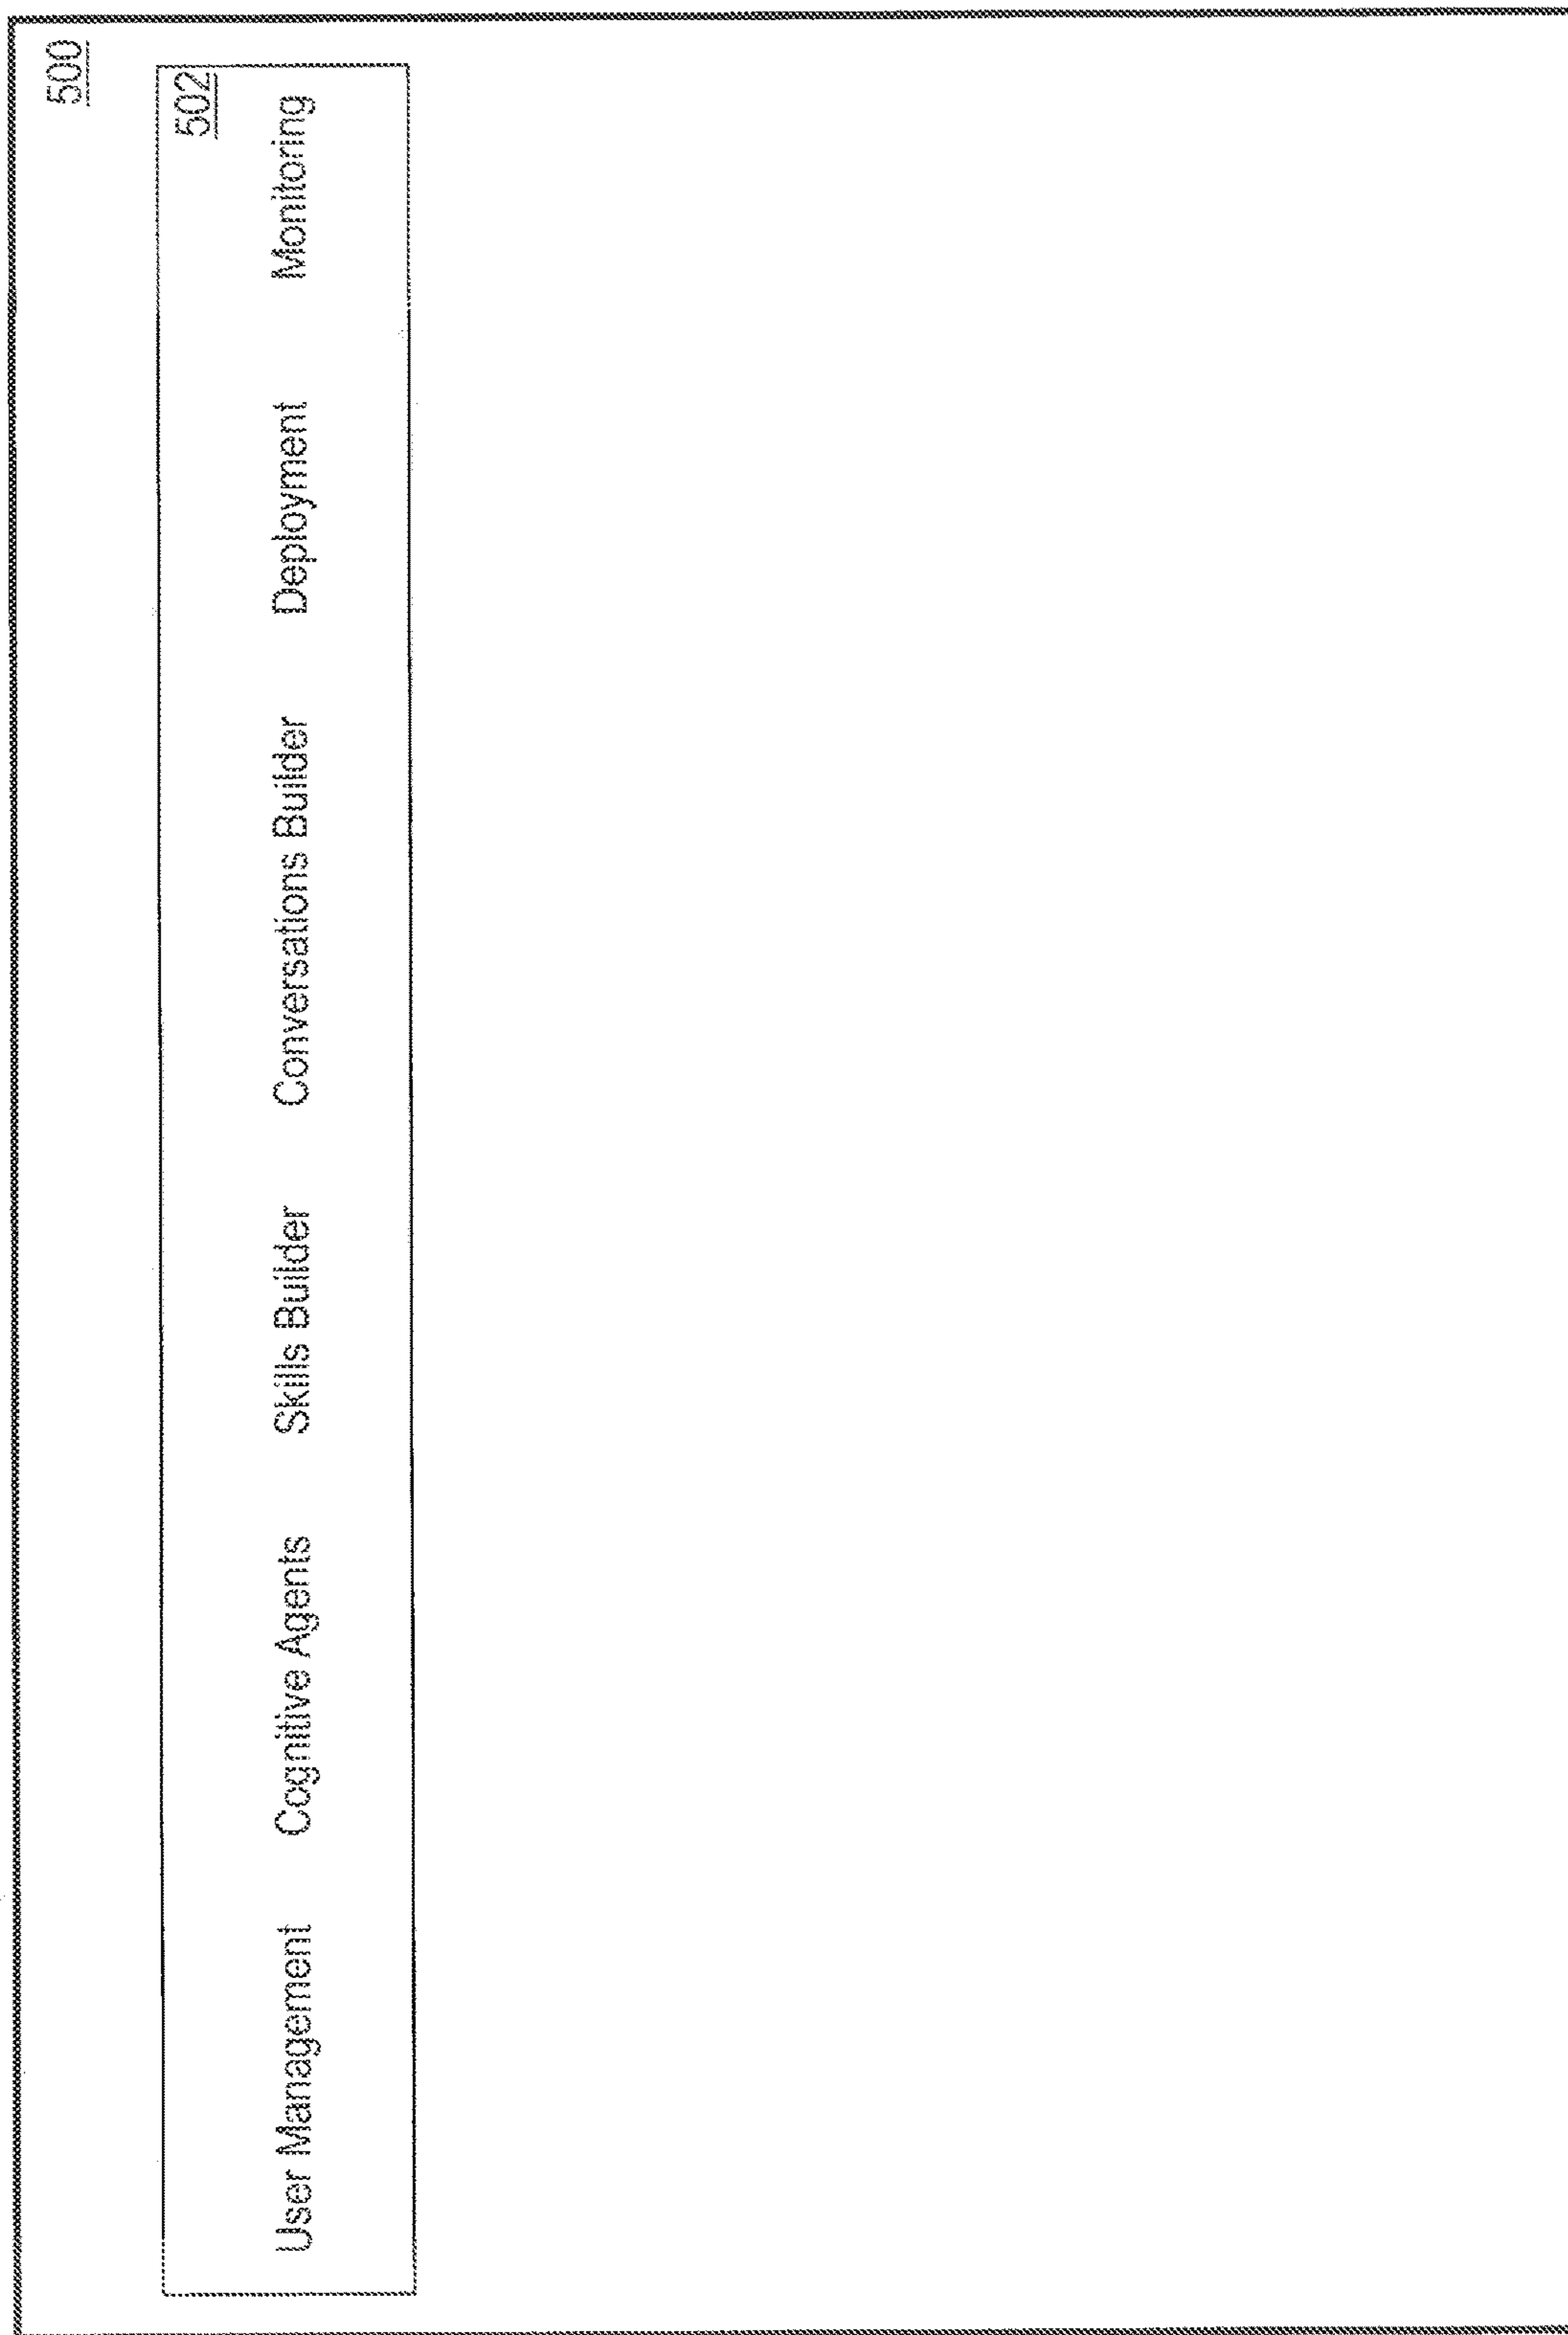 500
502
User Management Cognitive Agents Skills Builder Conversations Builder Deployment Monitoring